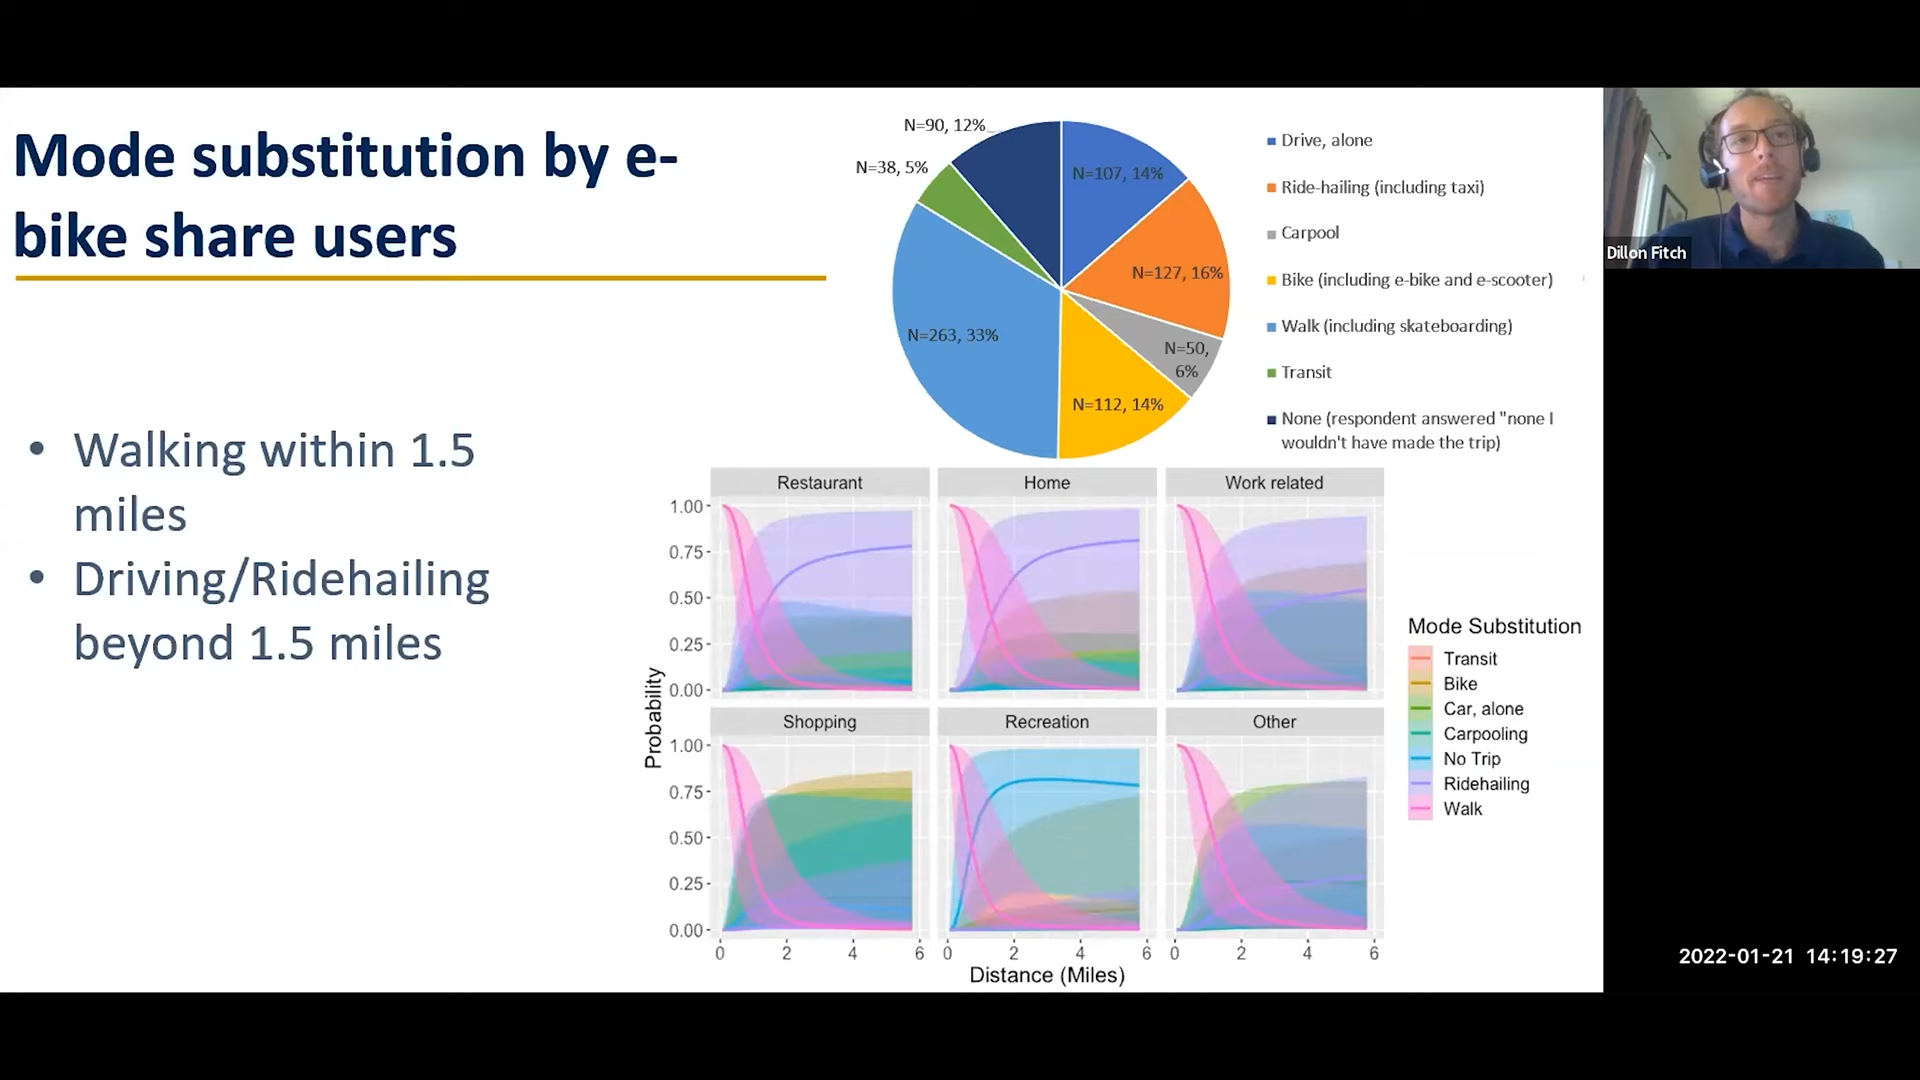 Mode substitution by e-
bike share users
• Walking within 1.5
miles
• Driving/Ridehailing
beyond 1.5 miles
N=90, 12%
N=38, 5%
N=107, 14%
N=127, 16%
N=50,
6%
N=112, 14%
N=263, 33%
Drive, alone
Ride-hailing (including taxi)
Carpool
Bike (including e-bike and e-scooter)
Walk (including skateboarding)
Transit
None (respondent answered "none I
wouldn't have made the trip)
Restaurant Home Work related
1.00
0.75
0.50
0.25
0.00
Shopping Recreation Other
1.00
0.75
0.50
0.25
0.00
0 2 4 6 0 2 4 6 0 2 4 6
Probability
Distance (Miles)
Mode Substitution
Transit
Bike
Car, alone
Carpooling
No Trip
Ridehailing
Walk
Dillon Fitch
2022-01-21 14:19:27